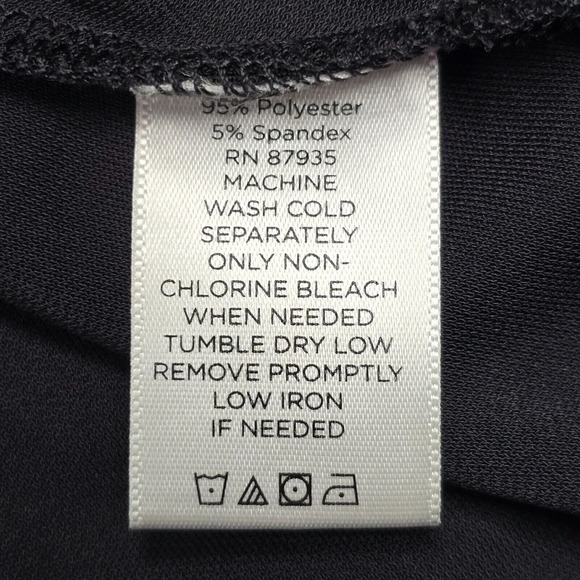 95% Polyester
5% Spandex
RN 87935
MACHINE
WASH COLD
SEPARATELY
ONLY NON-
CHLORINE BLEACH
WHEN NEEDED
TUMBLE DRY LOW
REMOVE PROMPTLY
LOW IRON
IF NEEDED